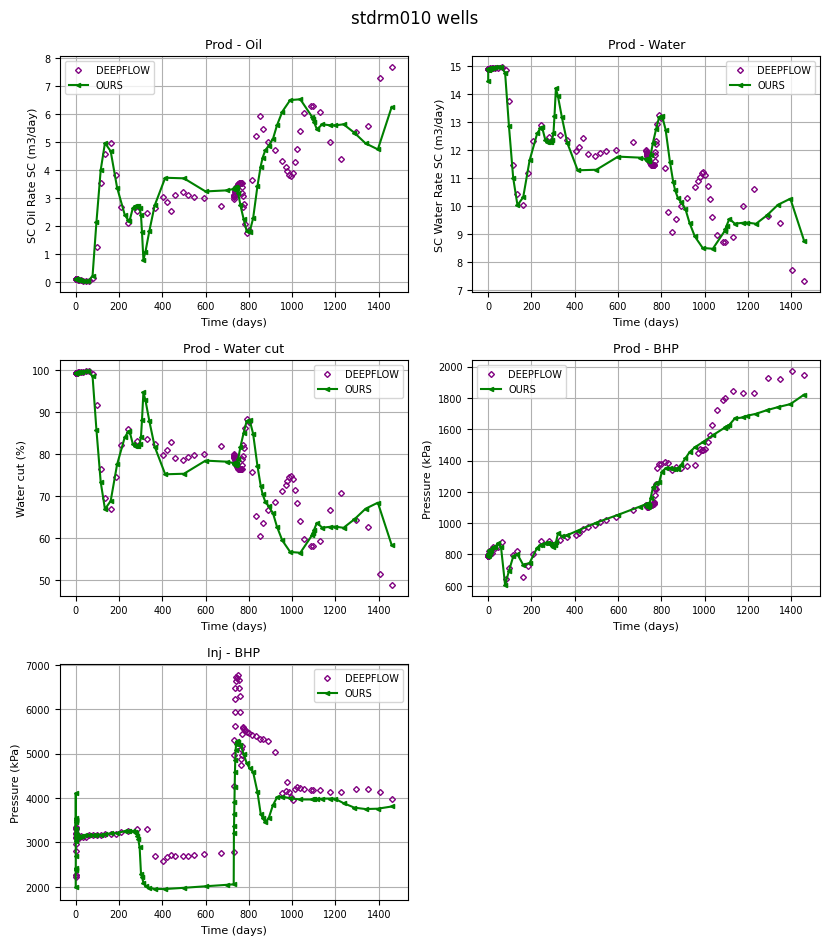 stdrm010 wells
Prod - Oil
8
7
6
5
4
3
2
1
0
SC Oil Rate SC (m3/day)
DEEPFLOW
OURS
0 200 400 600 800 1000 1200 1400
Time (days)
Prod - Water
15
14
13
12
11
10
9
8
7
SC Water Rate SC (m3/day)
DEEPFLOW
OURS
0 200 400 600 800 1000 1200 1400
Time (days)
Prod - Water cut
100
90
80
70
60
50
Water cut (%)
DEEPFLOW
OURS
0 200 400 600 800 1000 1200 1400
Time (days)
Prod - BHP
2000
1800
1600
1400
1200
1000
800
600
Pressure (kPa)
DEEPFLOW
OURS
0 200 400 600 800 1000 1200 1400
Time (days)
Inj - BHP
7000
6000
5000
4000
3000
2000
Pressure (kPa)
DEEPFLOW
OURS
0 200 400 600 800 1000 1200 1400
Time (days)